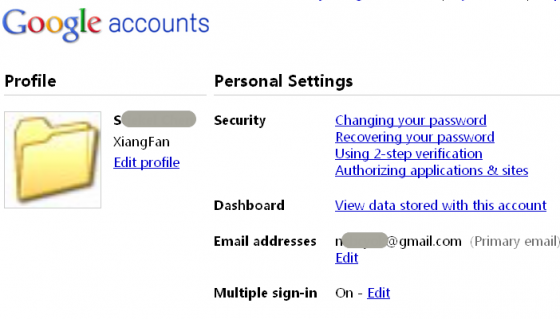 Google accounts
Profile
Personal Settings
S
XiangFan
Edit profile
Security
Changing your password
Recovering your password
Using 2-step verification
Authorizing applications & sites
Dashboard
View data stored with this account
Email addresses
n @gmail.com (Primary email)
Edit
Multiple sign-in
On - Edit